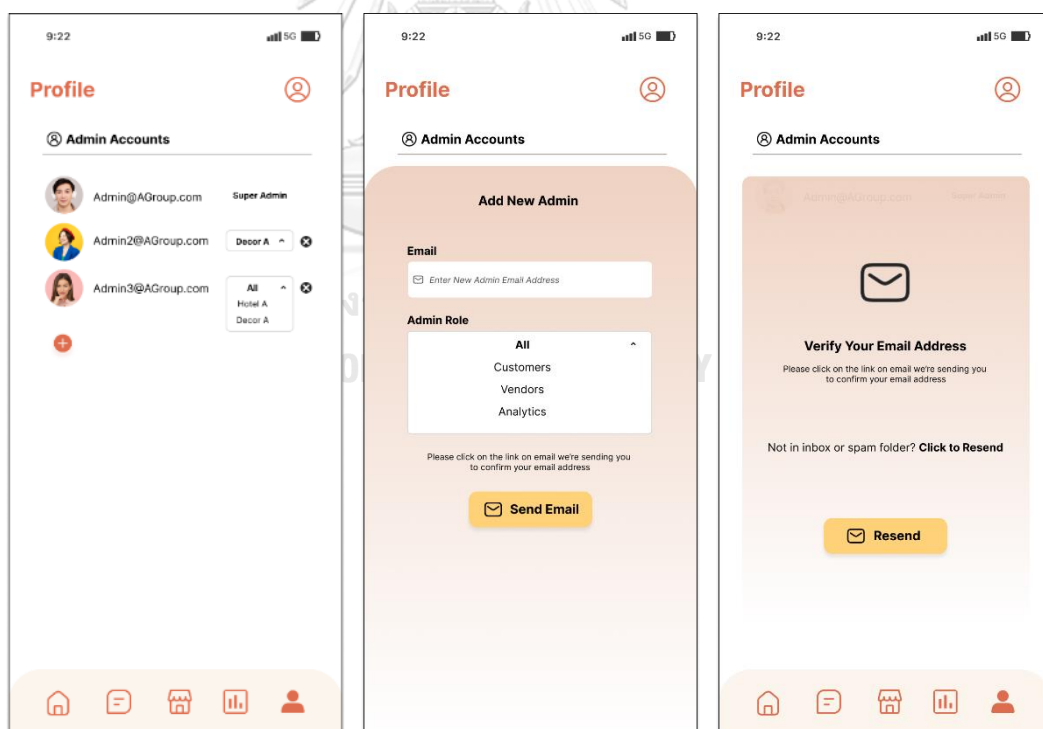 9:22
5G
Profile
Admin Accounts
Admin@AGroup.com
Super Admin
Admin2@AGroup.com
Decor A
Admin3@AGroup.com
All
Hotel A
Decor A
9:22
5G
Profile
Admin Accounts
Add New Admin
Email
Enter New Admin Email Address
Admin Role
All
Customers
Vendors
Analytics
Please click on the link on email we're sending you
to confirm your email address
Send Email
9:22
5G
Profile
Admin Accounts
Admin@AGroup.com
Super Admin
Verify Your Email Address
Please click on the link on email we're sending you
to confirm your email address
Not in inbox or spam folder? Click to Resend
Resend